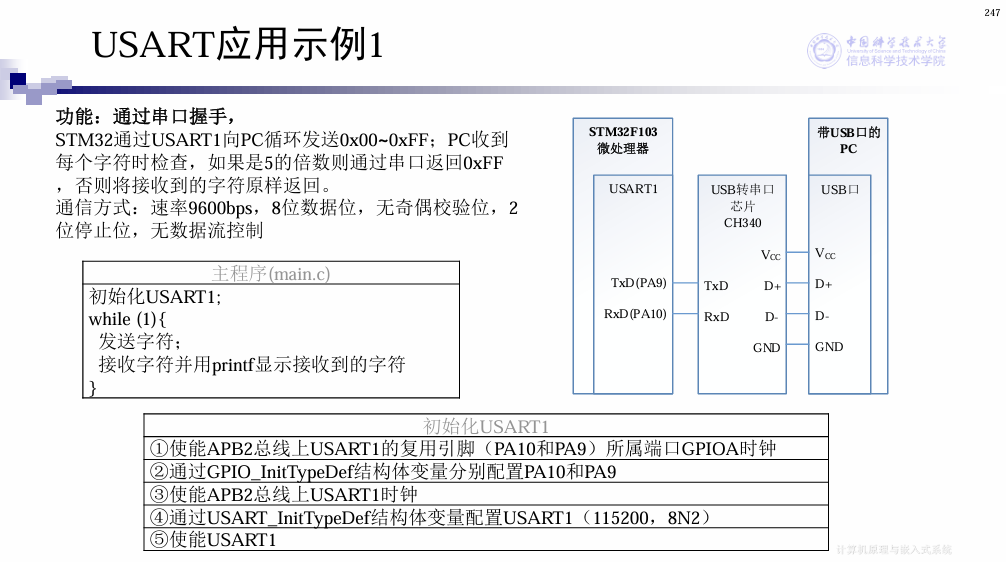 247
USART应用示例1
中国科学技术大学
University of Science and Technology of China
信息科学技术学院
功能：通过串口握手，
STM32通过USART1向PC循环发送0x00~0xFF；PC收到
每个字符时检查，如果是5的倍数则通过串口返回0xFF
，否则将接收到的字符原样返回。
通信方式：速率9600bps，8位数据位，无奇偶校验位，2
位停止位，无数据流控制
主程序(main.c)
初始化USART1;
while (1){
发送字符；
接收字符并用printf显示接收到的字符
}
STM32F103
微处理器
USART1
TxD(PA9)
RxD(PA10)
USB转串口
芯片
CH340
VCC
TxD D+
RxD D-
GND
带USB口的
PC
USB口
VCC
D+
D-
GND
初始化USART1
①使能APB2总线上USART1的复用引脚（PA10和PA9）所属端口GPIOA时钟
②通过GPIO_InitTypeDef结构体变量分别配置PA10和PA9
③使能APB2总线上USART1时钟
④通过USART_InitTypeDef结构体变量配置USART1（115200，8N2）
⑤使能USART1
计算机原理与嵌入式系统